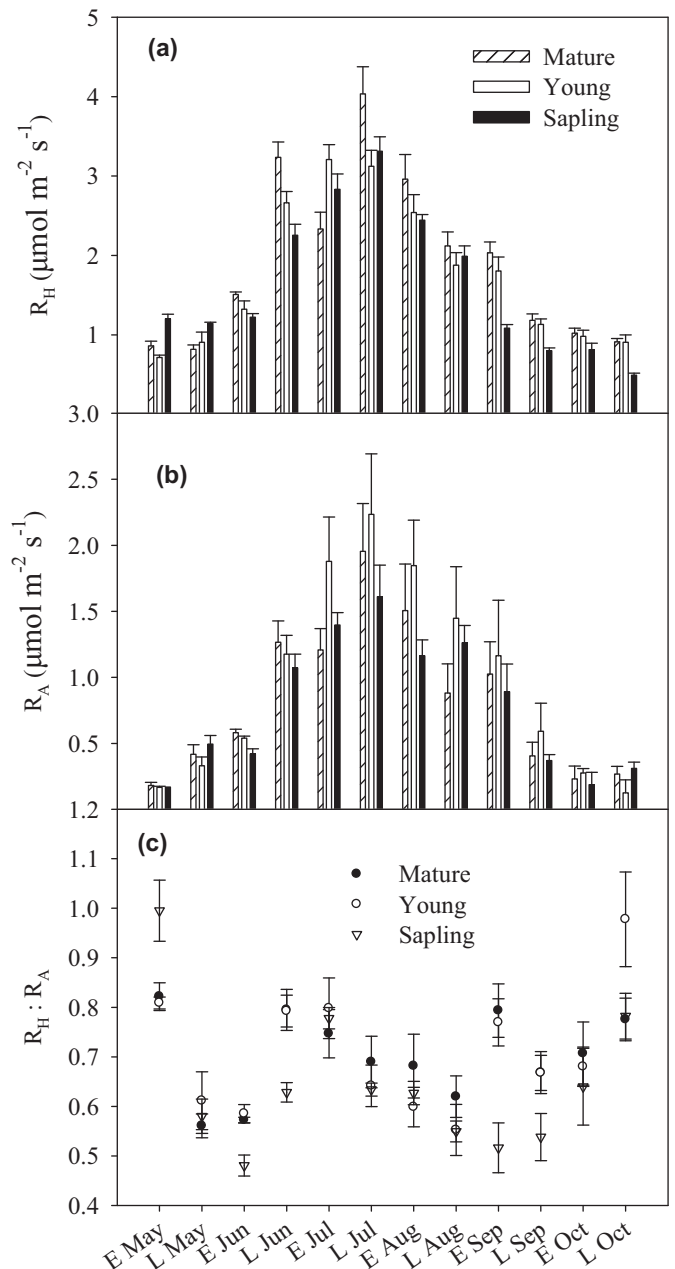 5
(a)
Mature
Young
Sapling
4
3
2
1
R_H (μmol m⁻² s⁻¹)
3.0
(b)
2.5
2.0
1.5
1.0
0.5
R_A (μmol m⁻² s⁻¹)
1.2
(c)
1.1
Mature
Young
Sapling
1.0
0.9
0.8
0.7
0.6
0.5
0.4
R_H : R_A
E May
L May
E Jun
L Jun
E Jul
L Jul
E Aug
L Aug
E Sep
L Sep
E Oct
L Oct